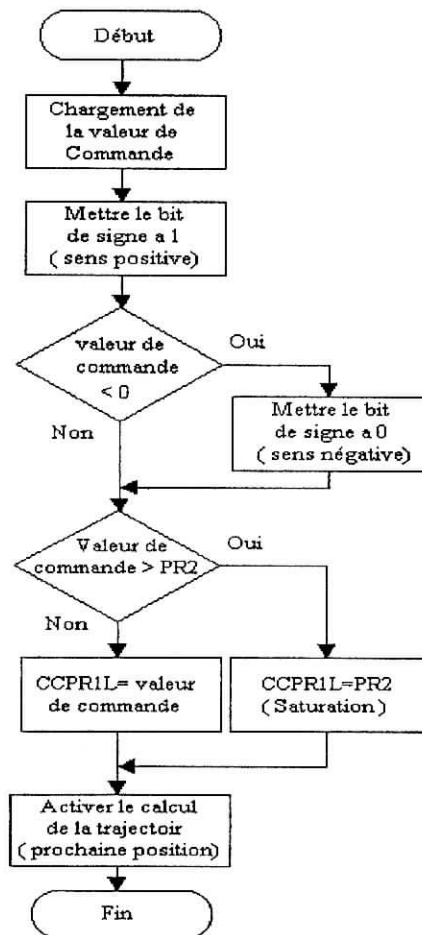 Début
Chargement de
la valeur de
Commande
Mettre le bit
de signe a 1
( sens positive)
valeur de
commande
< 0
Oui
Non
Mettre le bit
de signe a 0
( sens négative)
Valeur de
commande > PR2
Oui
Non
CCPR1L= valeur
de commande
CCPR1L=PR2
( Saturation )
Activer le calcul
de la trajectoir
( prochaine position)
Fin